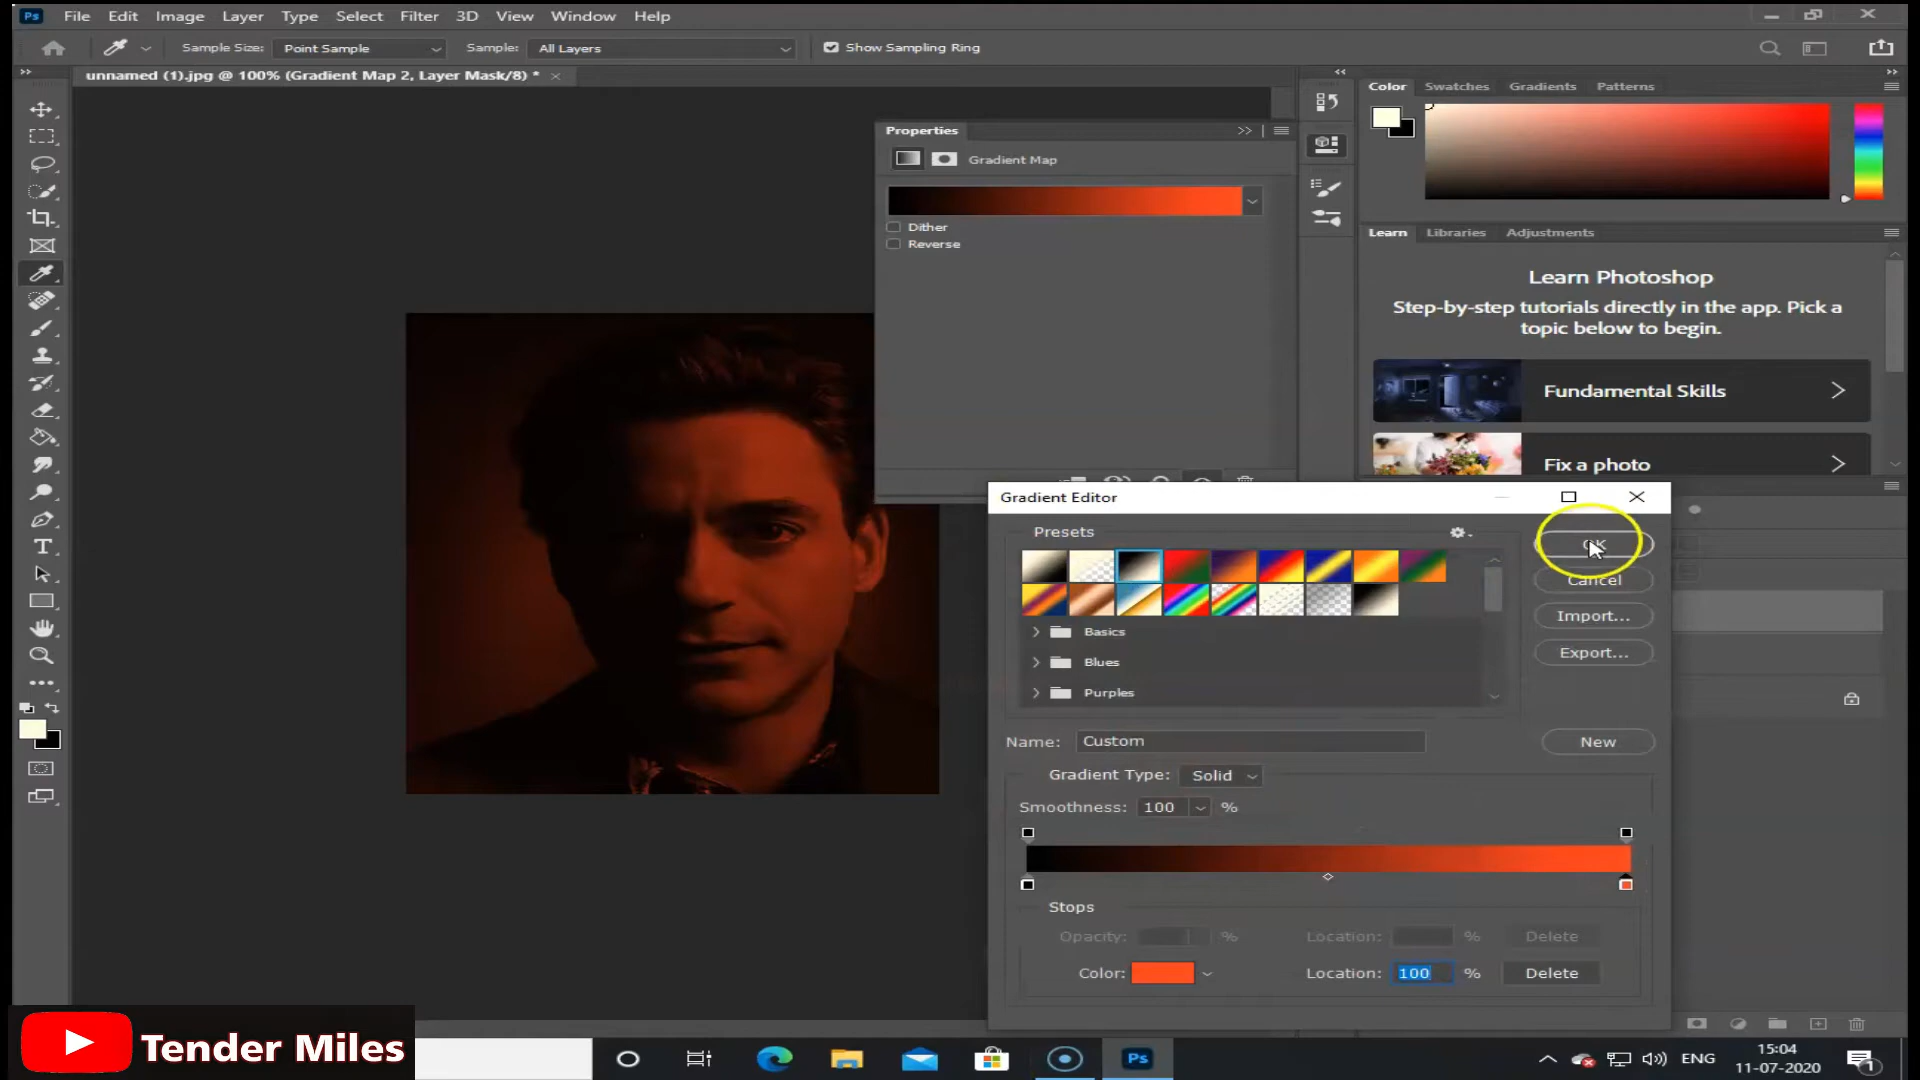 Ps File Edit Image Layer Type Select Filter 3D View Window Help
Sample Size: Point Sample Sample: All Layers Show Sampling Ring
unnamed (1).jpg @ 100% (Gradient Map 2, Layer Mask/8) * ×
Color Swatches Gradients Patterns
Properties
Gradient Map
Dither
Reverse
Learn Libraries Adjustments
Learn Photoshop
Step-by-step tutorials directly in the app. Pick a
topic below to begin.
Fundamental Skills
Fix a photo
Gradient Editor
Presets
OK
Cancel
Import...
Export...
Basics
Blues
Purples
Name: Custom New
Gradient Type: Solid
Smoothness: 100 %
Stops
Opacity: % Location: % Delete
Color: Location: 100 % Delete
Tender Miles
Ps
ENG
15:04
11-07-2020
1